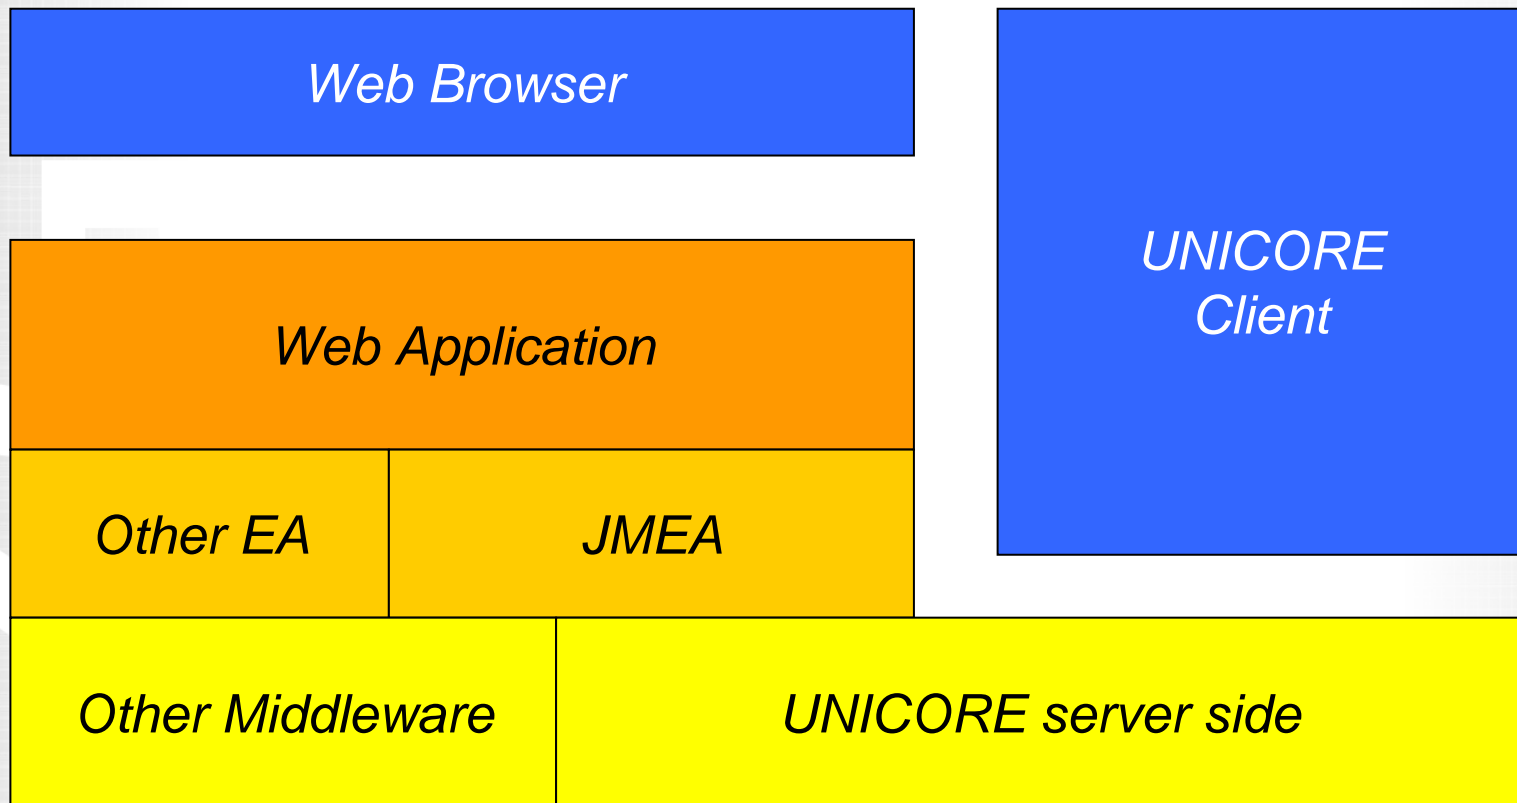 Web Browser
UNICORE
Client
Web Application
Other EA
JMEA
Other Middleware
UNICORE server side